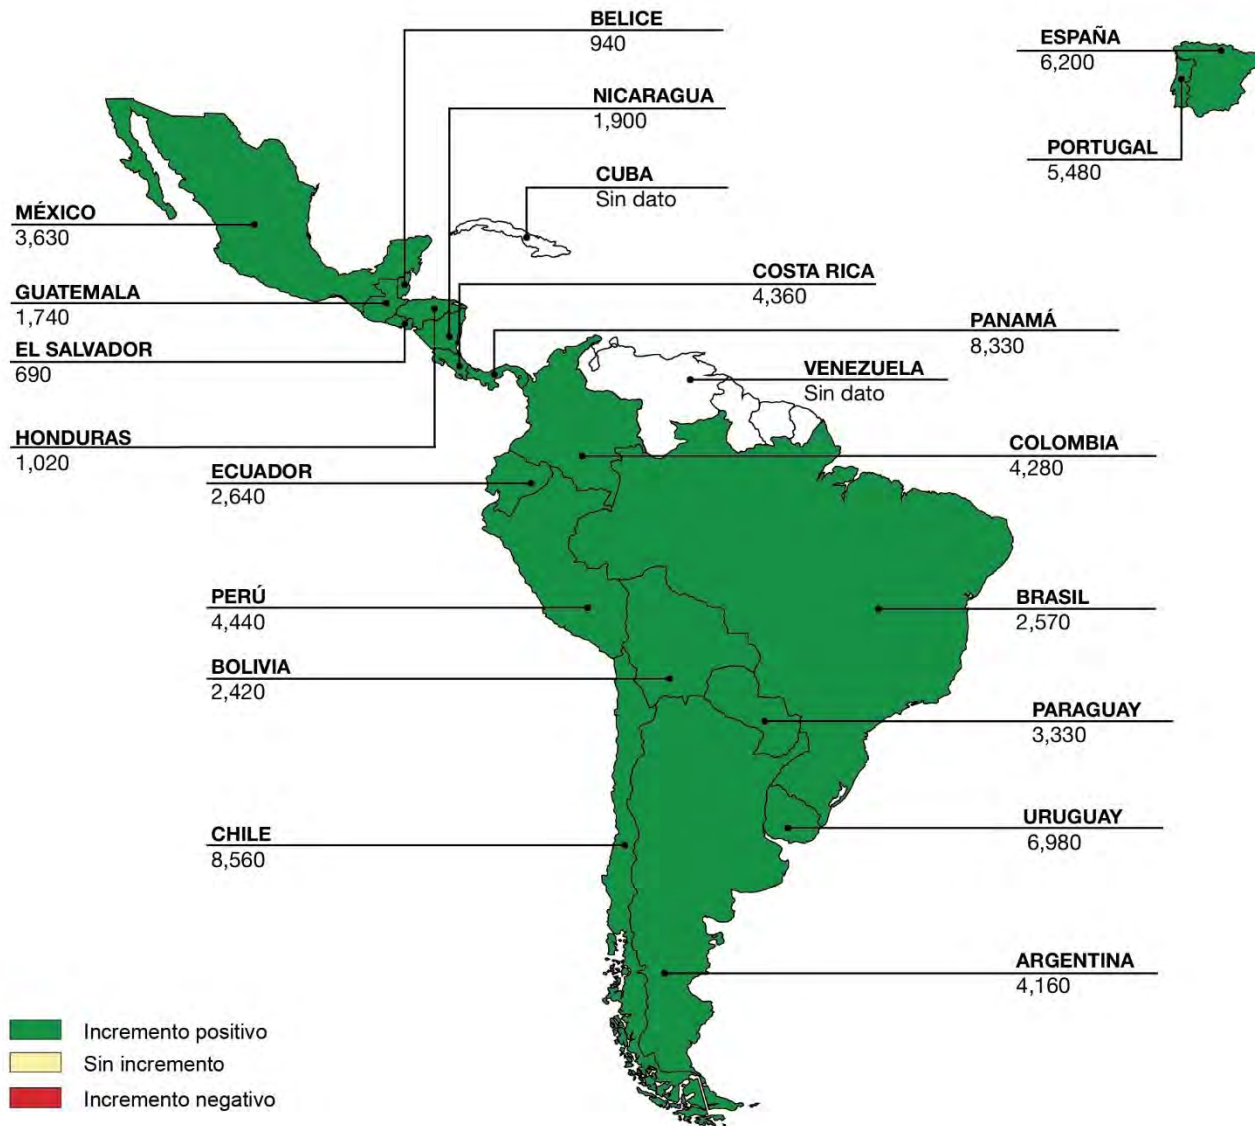 BELICE
940
ESPAÑA
6,200
NICARAGUA
1,900
PORTUGAL
5,480
CUBA
Sin dato
MÉXICO
3,630
COSTA RICA
4,360
GUATEMALA
1,740
PANAMÁ
8,330
EL SALVADOR
690
VENEZUELA
Sin dato
HONDURAS
1,020
COLOMBIA
4,280
ECUADOR
2,640
PERÚ
4,440
BRASIL
2,570
BOLIVIA
2,420
PARAGUAY
3,330
URUGUAY
6,980
CHILE
8,560
ARGENTINA
4,160
Incremento positivo
Sin incremento
Incremento negativo